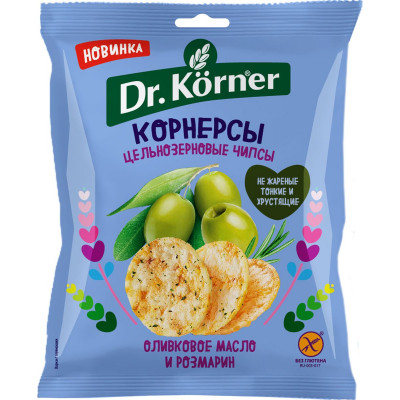 НОВИНКА
Dr. Körner
КОРНЕРСЫ
ЦЕЛЬНОЗЕРНОВЫЕ ЧИПСЫ
НЕ ЖАРЕНЫЕ
ТОНКИЕ И
ХРУСТЯЩИЕ
ОЛИВКОВОЕ МАСЛО
И РОЗМАРИН
БЕЗ ГЛЮТЕНА